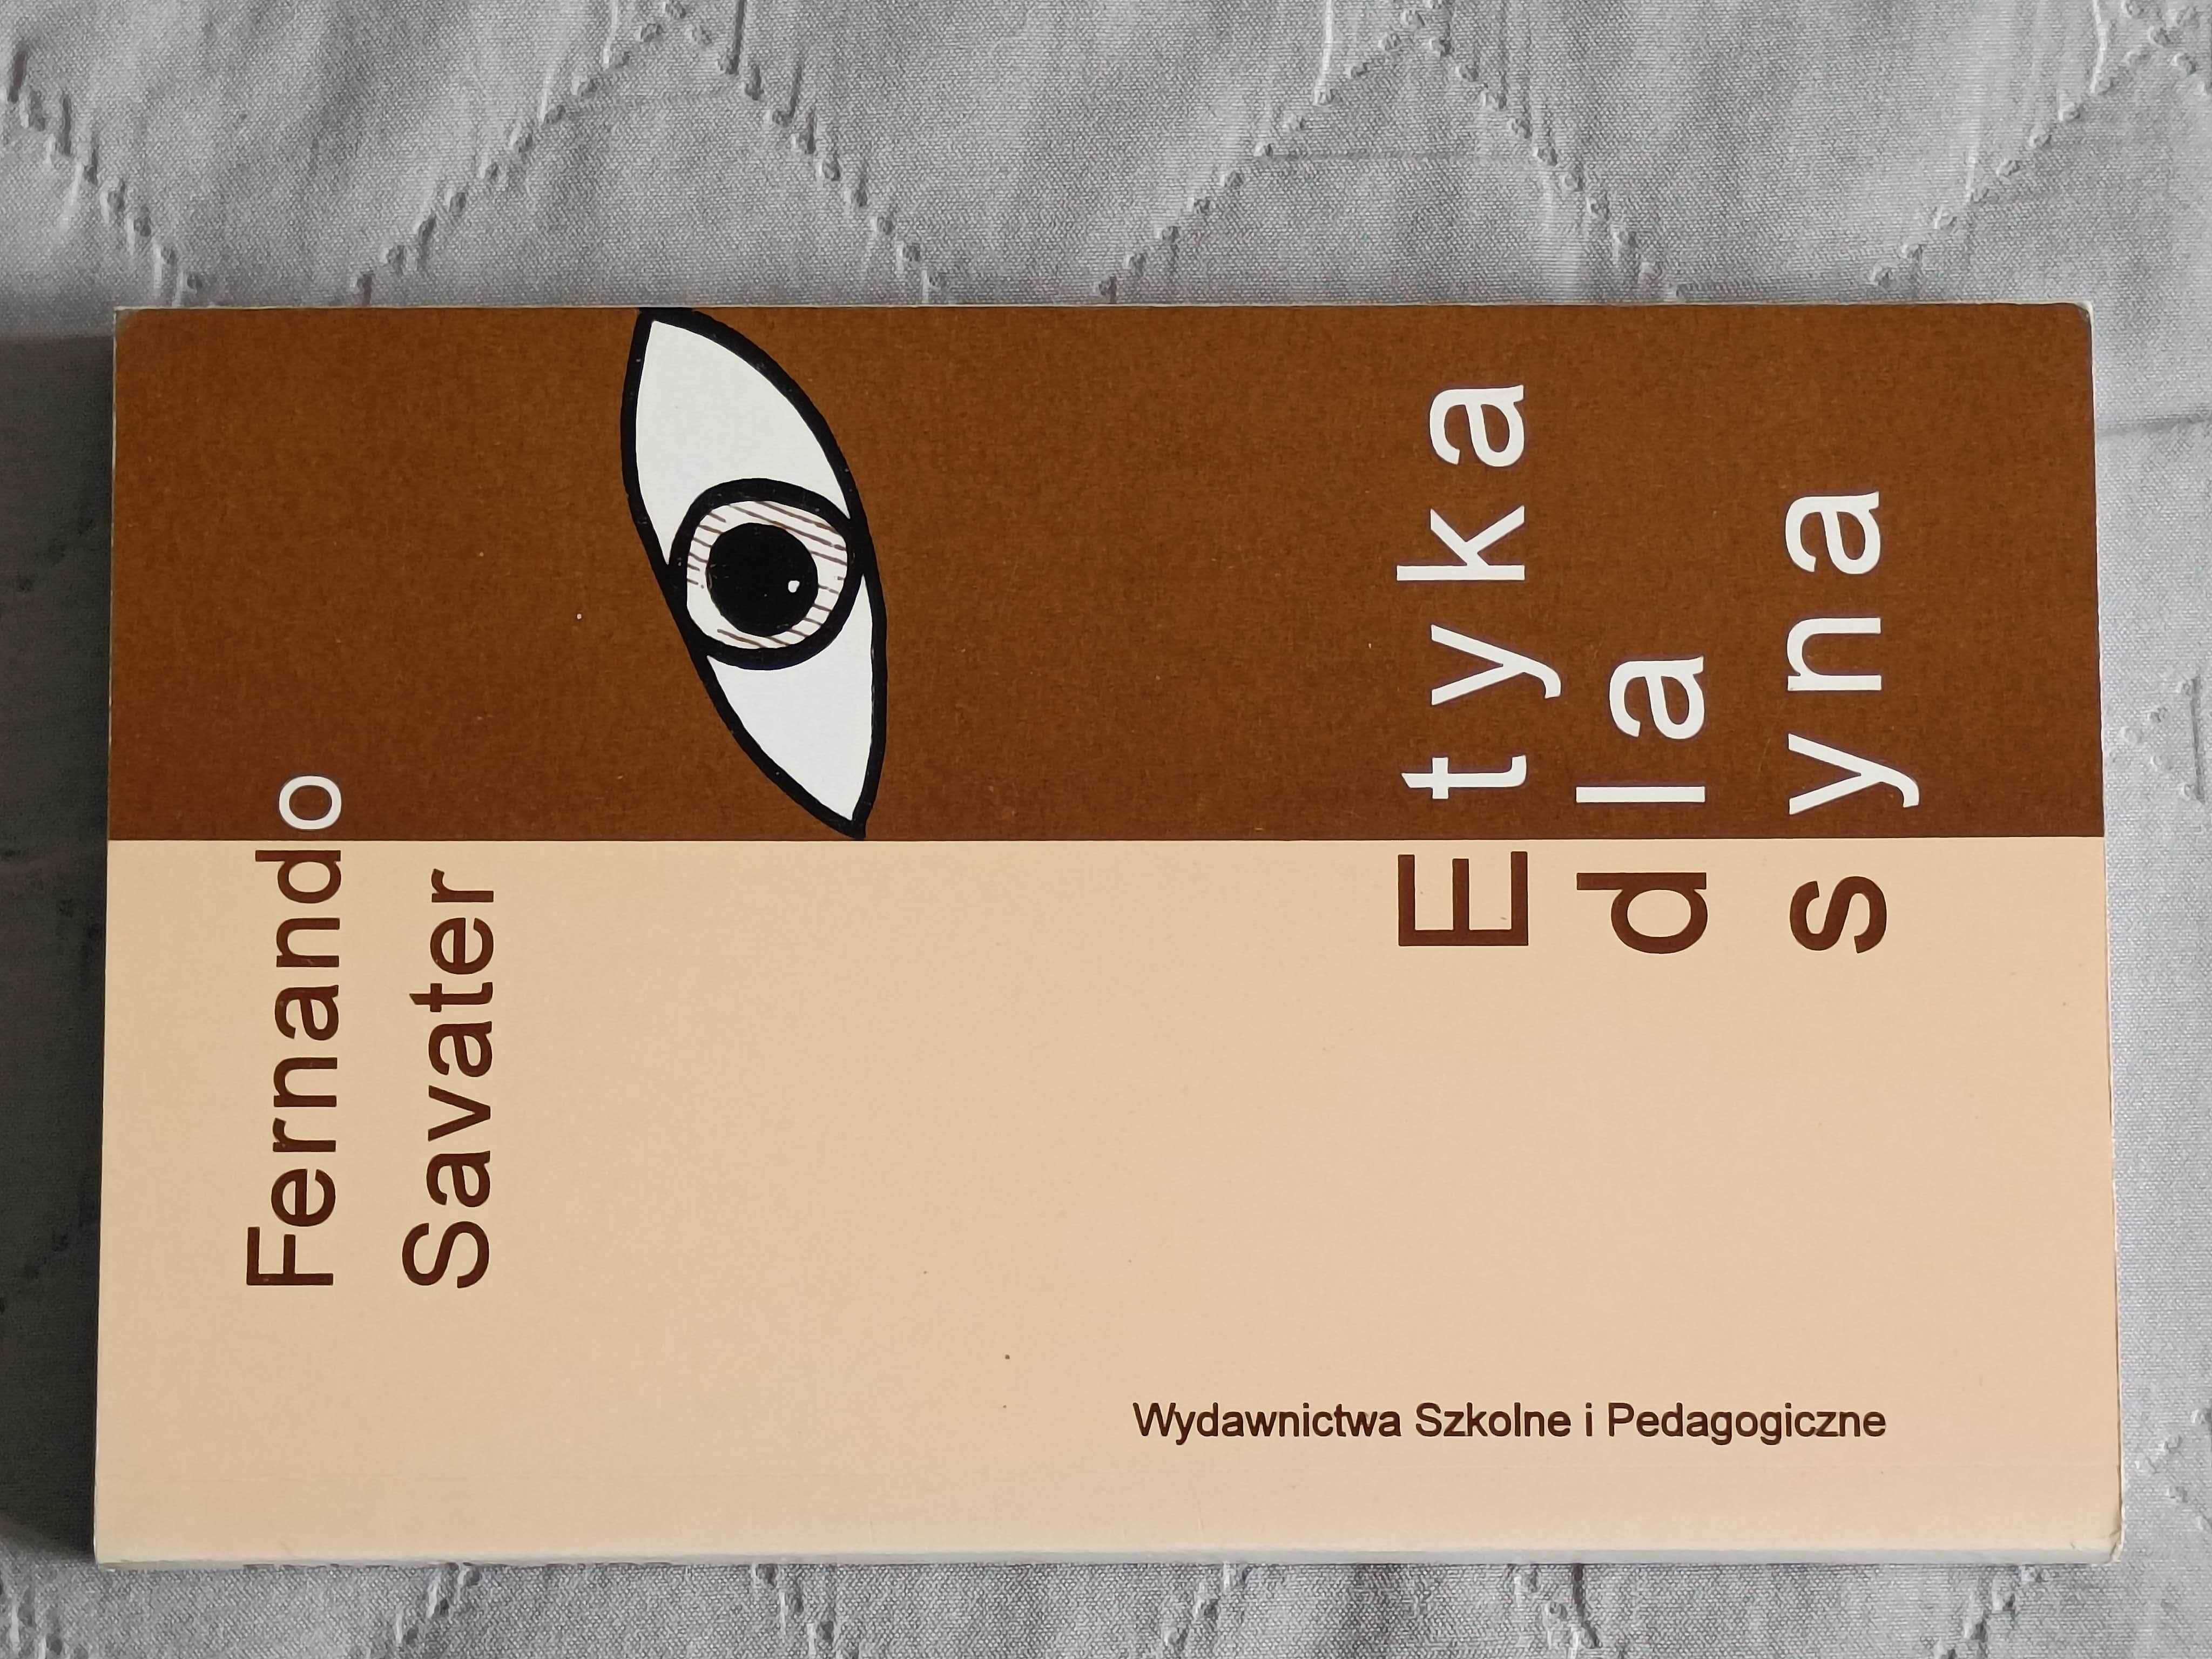 Fernando
Savater
Etyka
dla
syna
Wydawnictwa Szkolne i Pedagogiczne